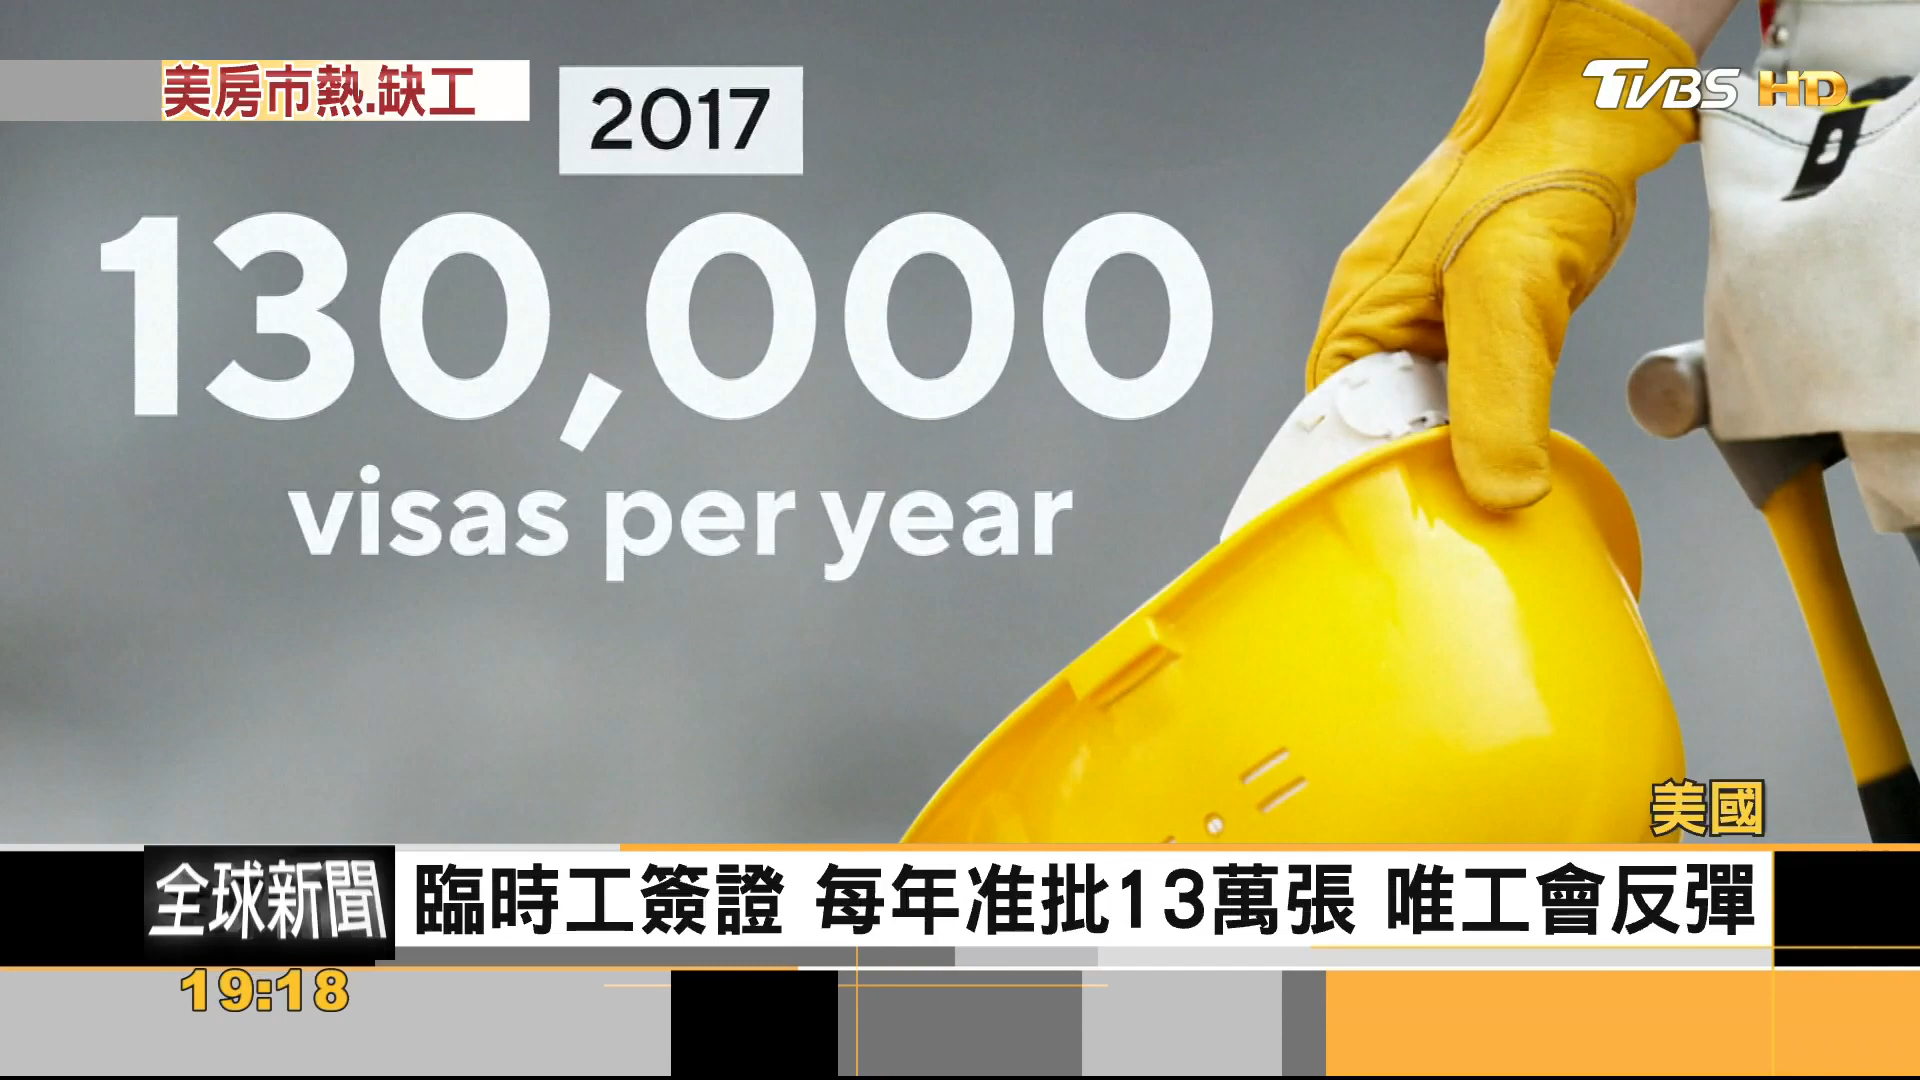 美房市熱.缺工
TVBS HD
2017
130,000
visas per year
美國
全球新聞
臨時工簽證 每年准批13萬張 唯工會反彈
19:18